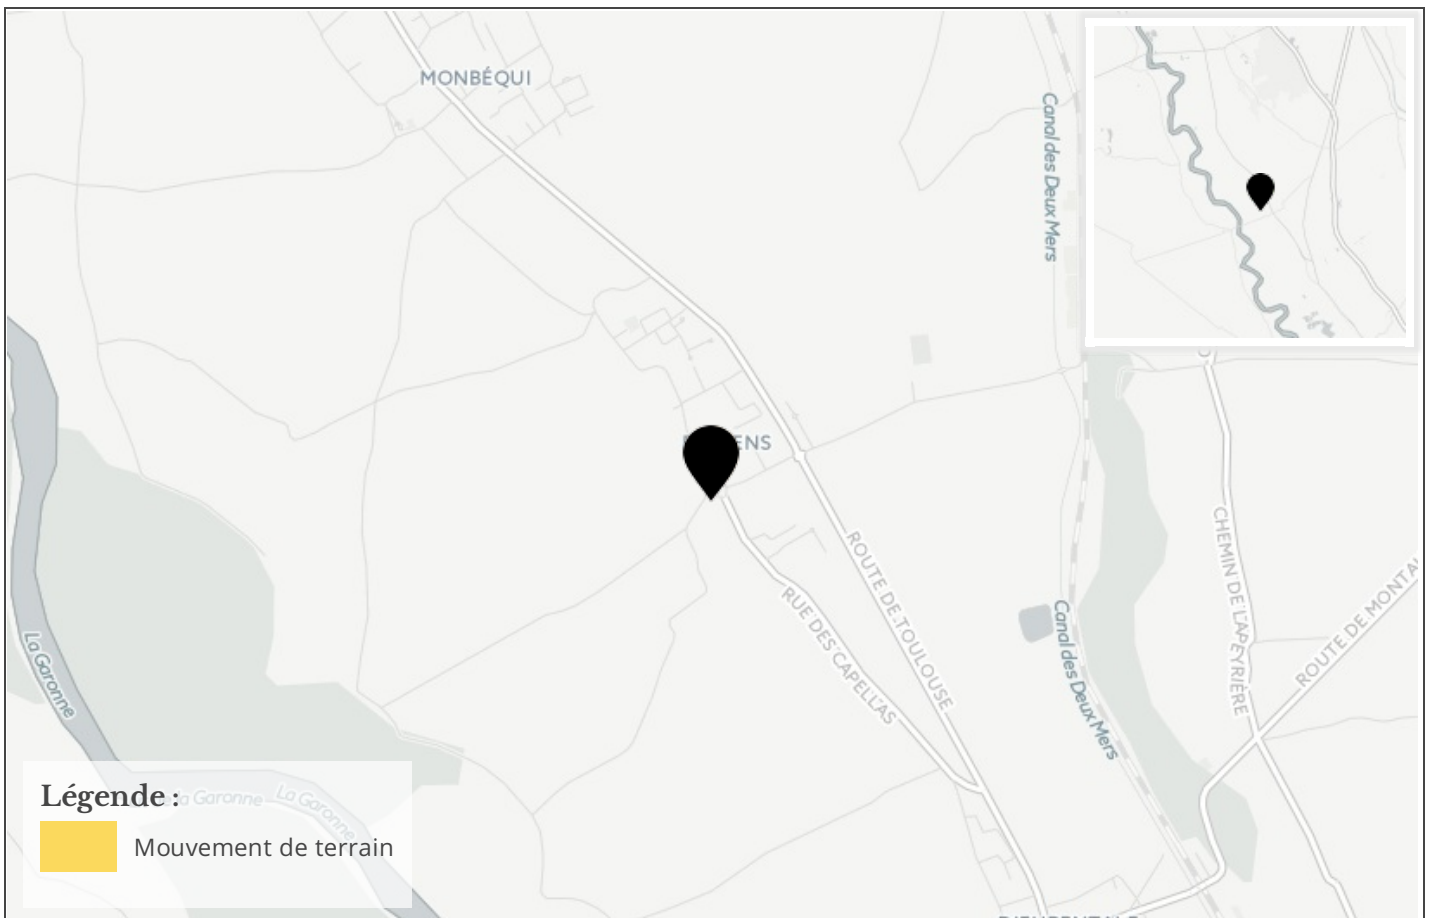 MONBÉQUI
Canal des Deux Mers
ENS
ROUTE DE TOULOUSE
RUE DES CAPELLAS
CHEMIN DE LAPEYRIÈRE
ROUTE DE MONTA
Canal des Deux Mers
La Garonne
Légende :
la Garonne
La Garonne
Mouvement de terrain